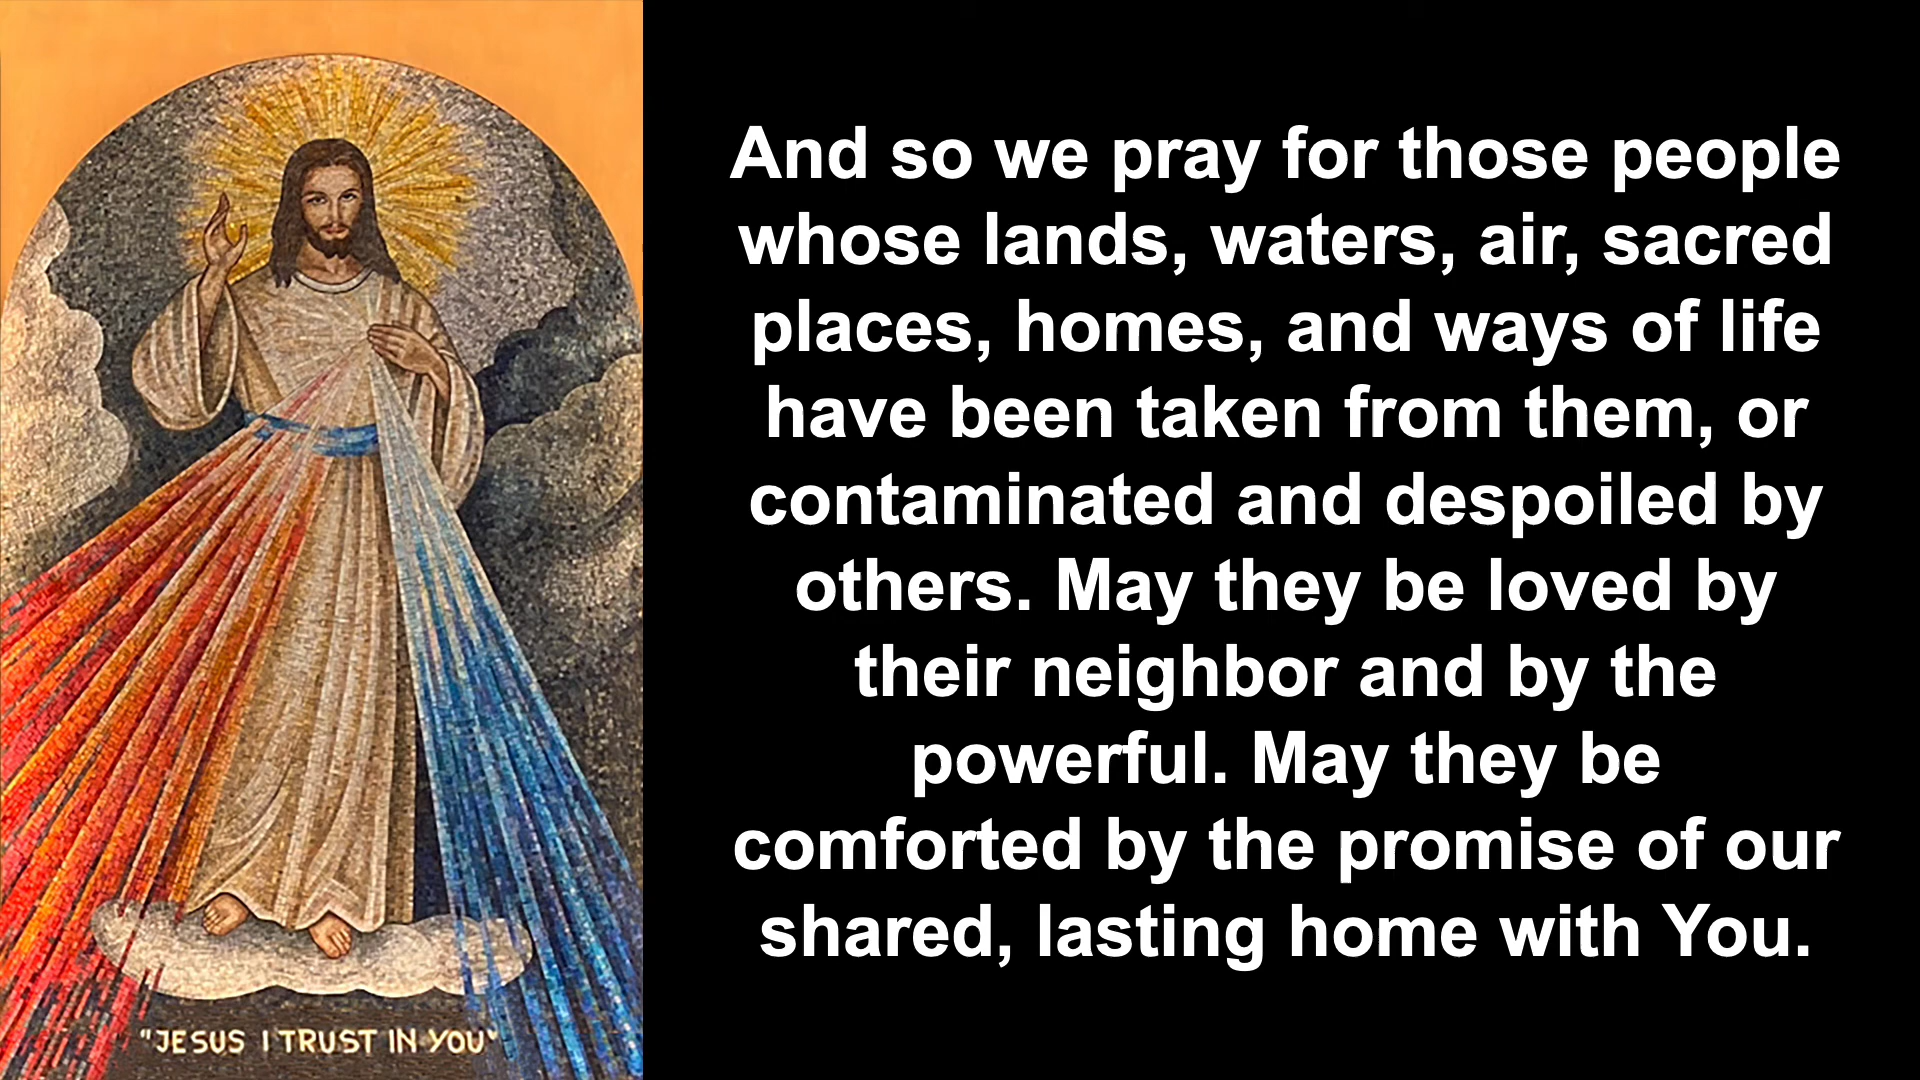 And so we pray for those people
whose lands, waters, air, sacred
places, homes, and ways of life
have been taken from them, or
contaminated and despoiled by
others. May they be loved by
their neighbor and by the
powerful. May they be
comforted by the promise of our
shared, lasting home with You.
"JESUS I TRUST IN YOU"